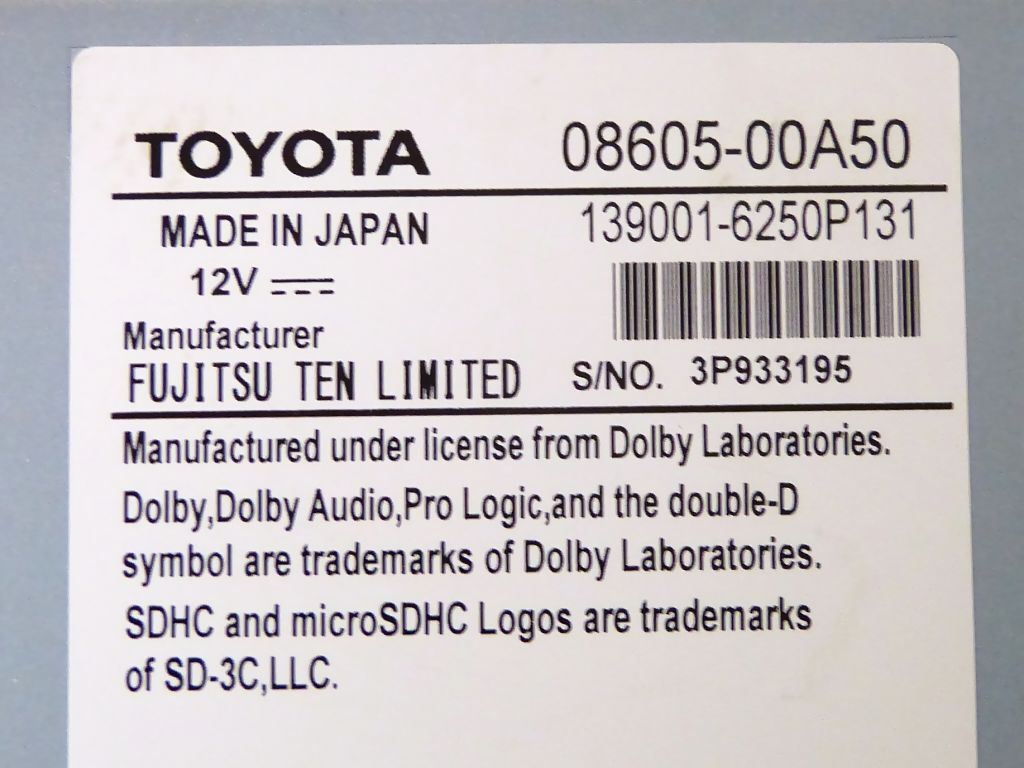 TOYOTA 08605-00A50
MADE IN JAPAN 139001-6250P131
12V
Manufacturer
FUJITSU TEN LIMITED S/NO. 3P933195
Manufactured under license from Dolby Laboratories.
Dolby,Dolby Audio,Pro Logic,and the double-D
symbol are trademarks of Dolby Laboratories.
SDHC and microSDHC Logos are trademarks
of SD-3C,LLC.